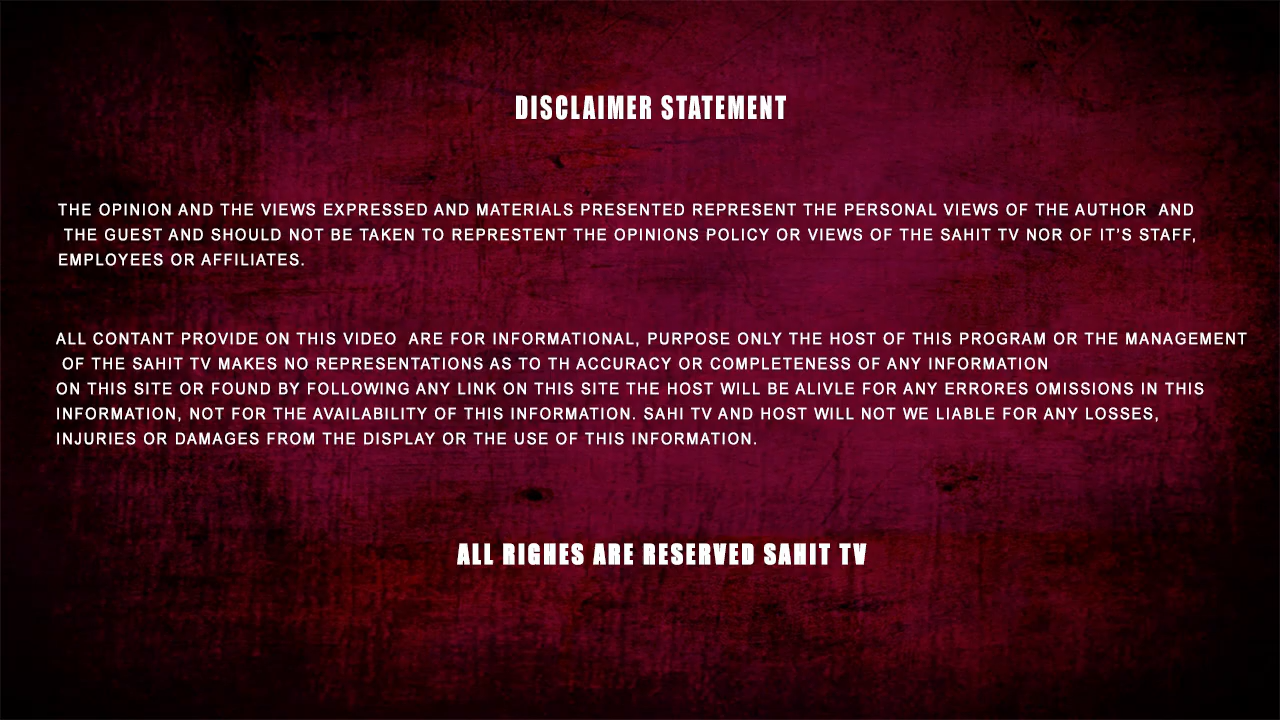 DISCLAIMER STATEMENT
THE OPINION AND THE VIEWS EXPRESSED AND MATERIALS PRESENTED REPRESENT THE PERSONAL VIEWS OF THE AUTHOR AND
THE GUEST AND SHOULD NOT BE TAKEN TO REPRESTENT THE OPINIONS POLICY OR VIEWS OF THE SAHIT TV NOR OF IT'S STAFF,
EMPLOYEES OR AFFILIATES.
ALL CONTANT PROVIDE ON THIS VIDEO ARE FOR INFORMATIONAL, PURPOSE ONLY THE HOST OF THIS PROGRAM OR THE MANAGEMENT
OF THE SAHIT TV MAKES NO REPRESENTATIONS AS TO TH ACCURACY OR COMPLETENESS OF ANY INFORMATION
ON THIS SITE OR FOUND BY FOLLOWING ANY LINK ON THIS SITE THE HOST WILL BE ALIVLE FOR ANY ERRORES OMISSIONS IN THIS
INFORMATION, NOT FOR THE AVAILABILITY OF THIS INFORMATION. SAHI TV AND HOST WILL NOT WE LIABLE FOR ANY LOSSES,
INJURIES OR DAMAGES FROM THE DISPLAY OR THE USE OF THIS INFORMATION.
ALL RIGHES ARE RESERVED SAHIT TV